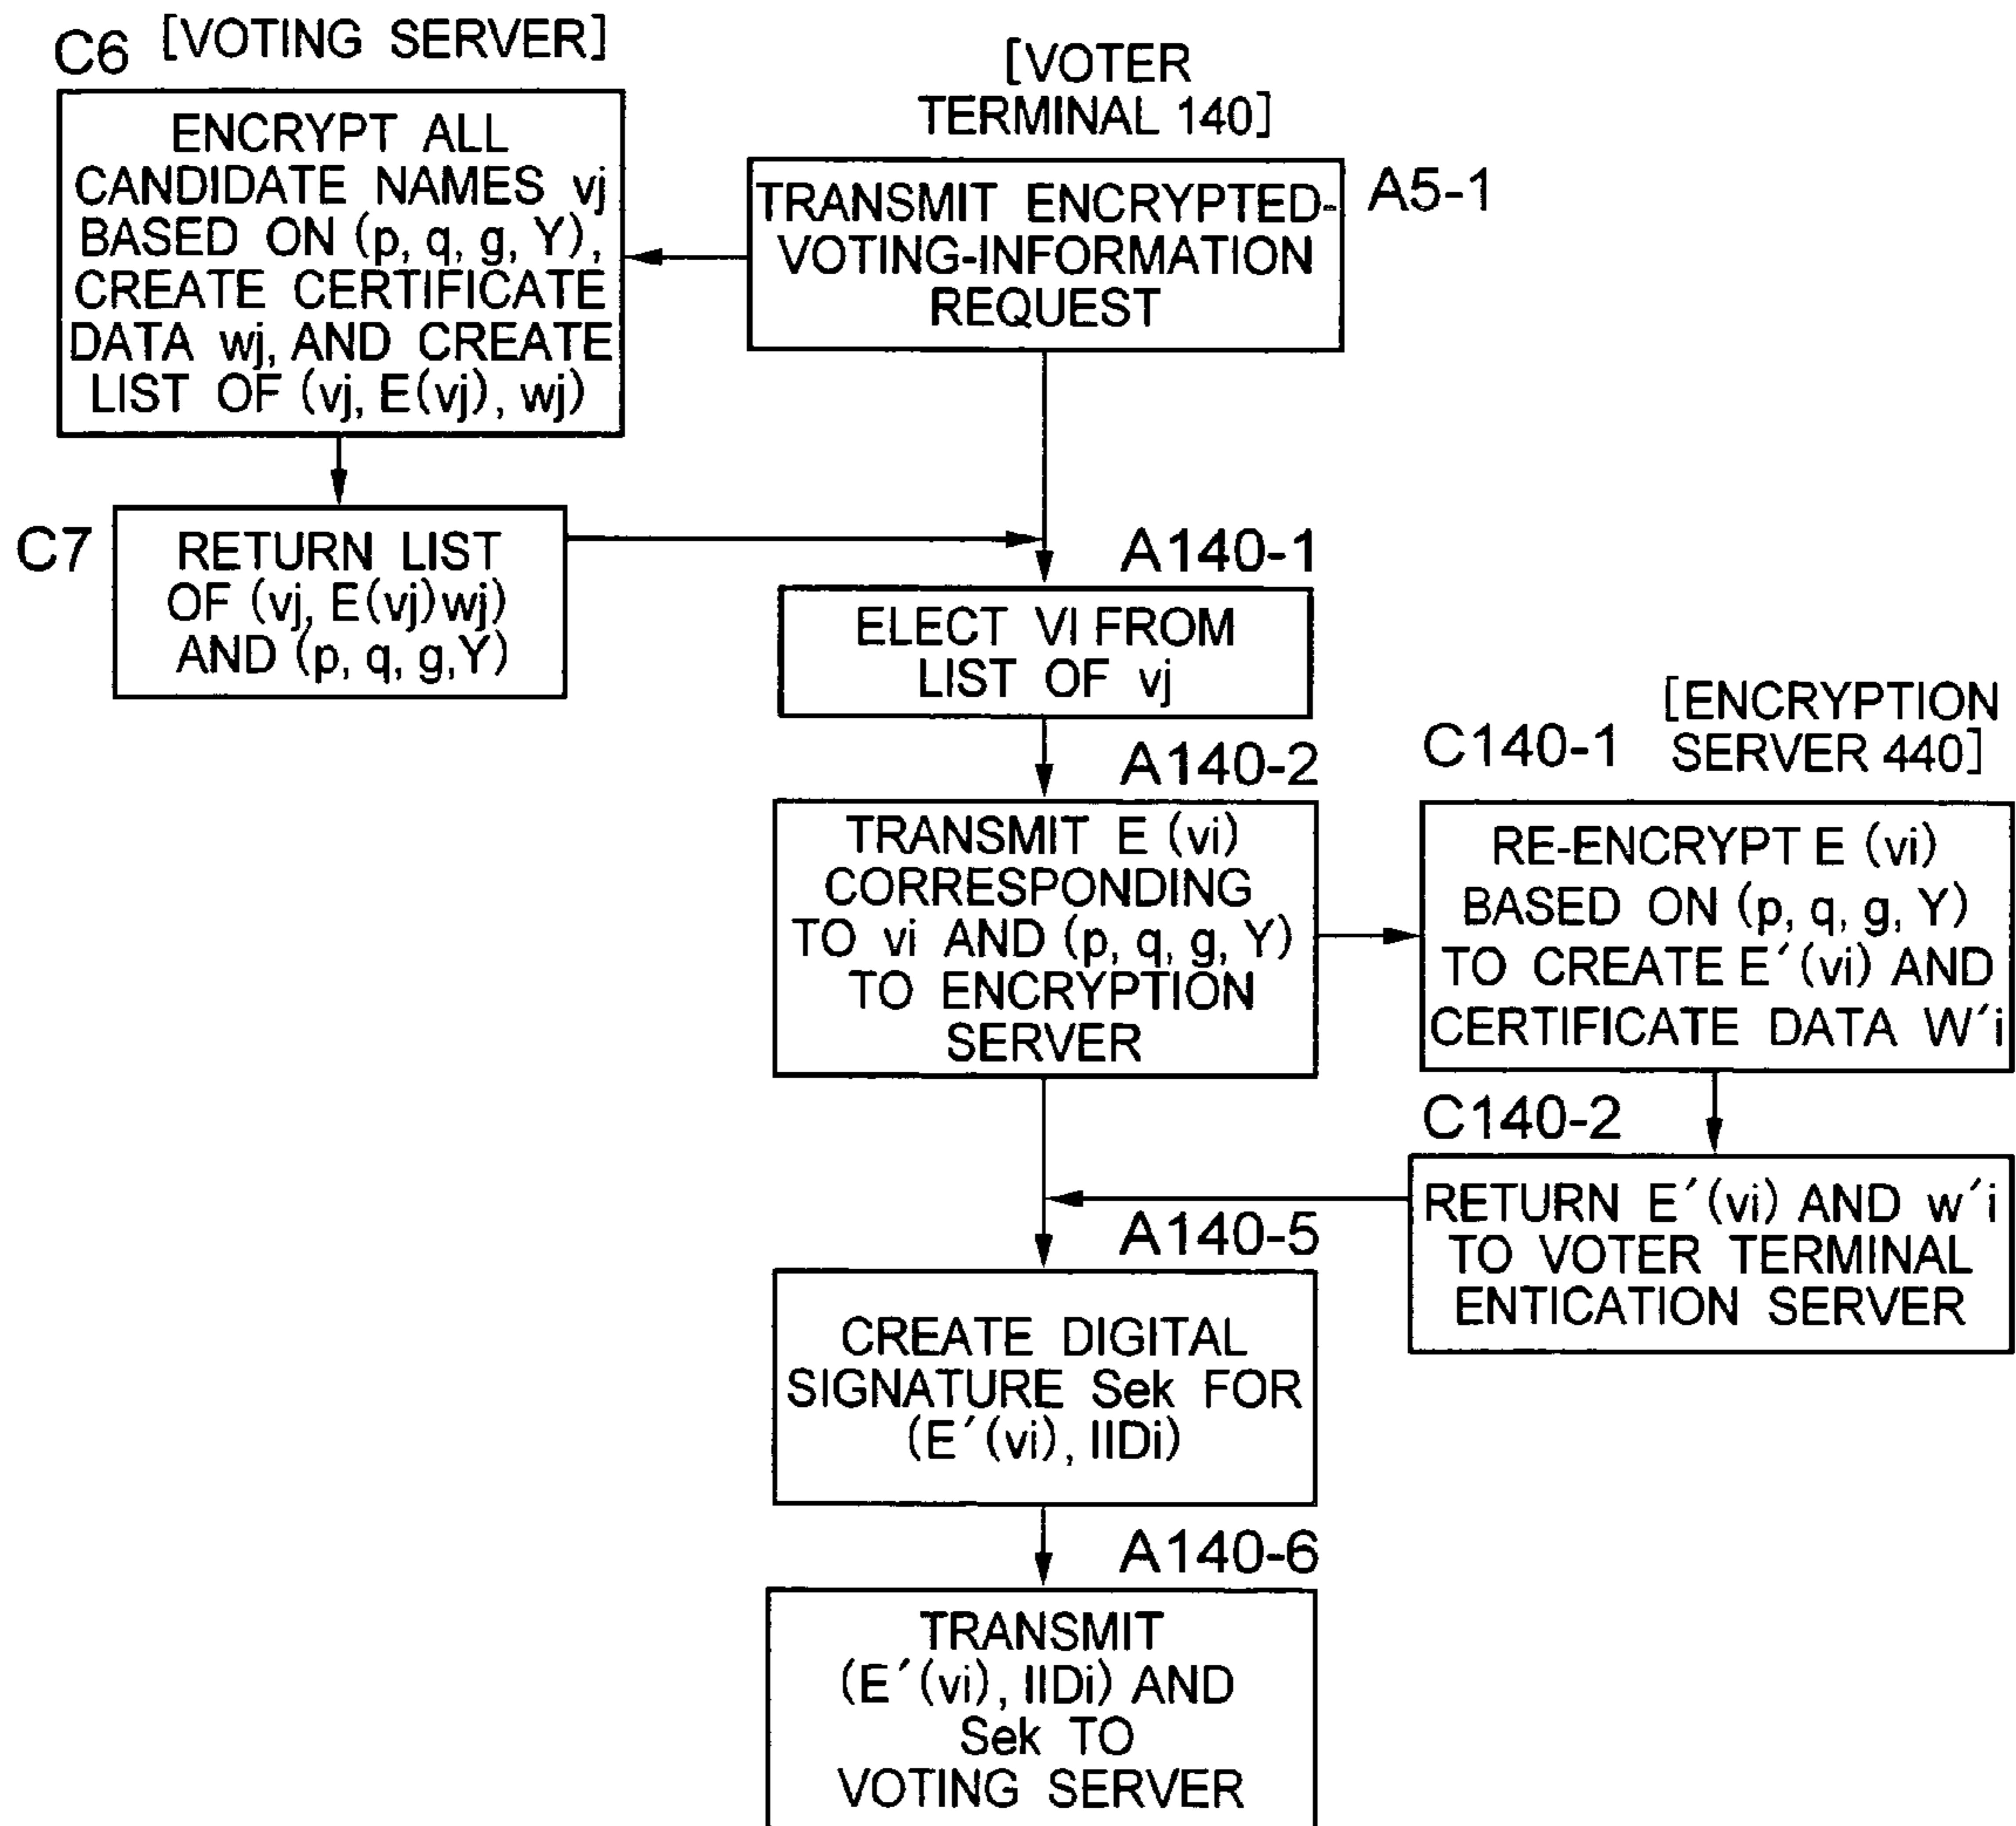 C6 [VOTING SERVER]
ENCRYPT ALL
CANDIDATE NAMES vj
BASED ON (p, q, g, Y),
CREATE CERTIFICATE
DATA wj, AND CREATE
LIST OF (vj, E(vj), wj)
[VOTER
TERMINAL 140]
TRANSMIT ENCRYPTED-
VOTING-INFORMATION
REQUEST
A5-1
C7
RETURN LIST
OF (vj, E(vj)wj)
AND (p, q, g,Y)
A140-1
ELECT VI FROM
LIST OF vj
A140-2
TRANSMIT E (vi)
CORRESPONDING
TO vi AND (p, q, g, Y)
TO ENCRYPTION
SERVER
C140-1
[ENCRYPTION
SERVER 440]
RE-ENCRYPT E (vi)
BASED ON (p, q, g, Y)
TO CREATE E´(vi) AND
CERTIFICATE DATA W´i
C140-2
RETURN E´(vi) AND w´i
TO VOTER TERMINAL
ENTICATION SERVER
A140-5
CREATE DIGITAL
SIGNATURE Sek FOR
(E´(vi), IIDi)
A140-6
TRANSMIT
(E´(vi), IIDi) AND
Sek TO
VOTING SERVER